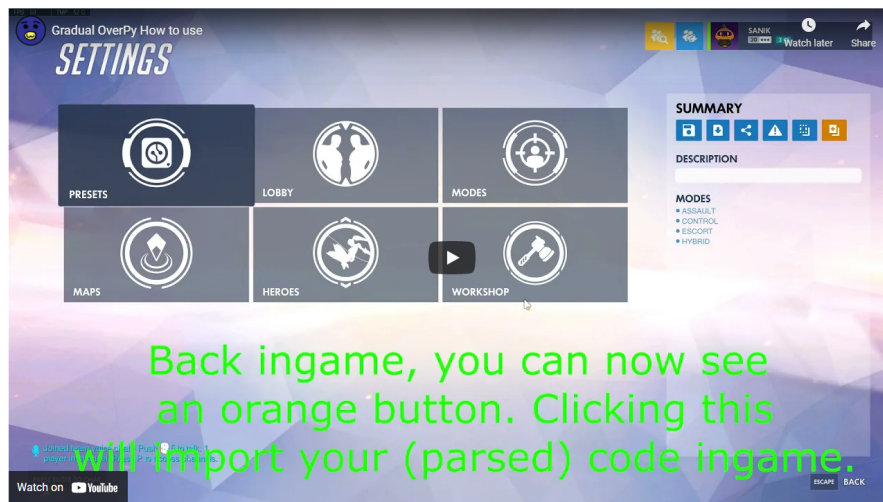 Gradual OverPy How to use
SETTINGS
SANIK
Watch later
Share
PRESETS
LOBBY
MODES
MAPS
HEROES
WORKSHOP
SUMMARY
DESCRIPTION
MODES
ASSAULT
CONTROL
ESCORT
HYBRID
Back ingame, you can now see
an orange button. Clicking this
will import your (parsed) code ingame.
Watch on YouTube
ESCAPE BACK